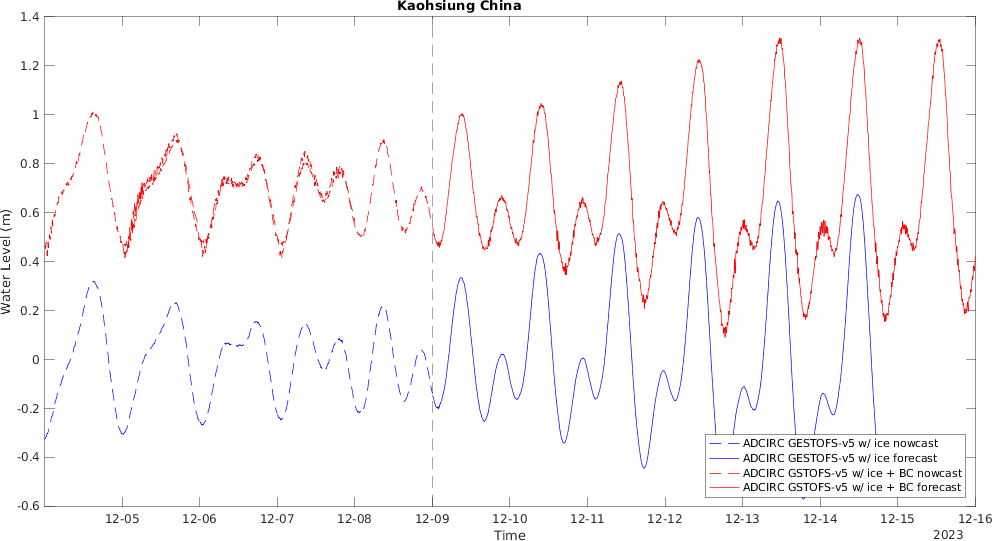 Kaohsiung China
1.4
1.2
1
0.8
0.6
0.4
0.2
0
-0.2
-0.4
-0.6
Water Level (m)
12-05 12-06 12-07 12-08 12-09 12-10 12-11 12-12 12-13 12-14 12-15 12-16
Time
2023
ADCIRC GESTOFS-v5 w/ ice nowcast
ADCIRC GESTOFS-v5 w/ ice forecast
ADCIRC GSTOFS-v5 w/ ice + BC nowcast
ADCIRC GSTOFS-v5 w/ ice + BC forecast